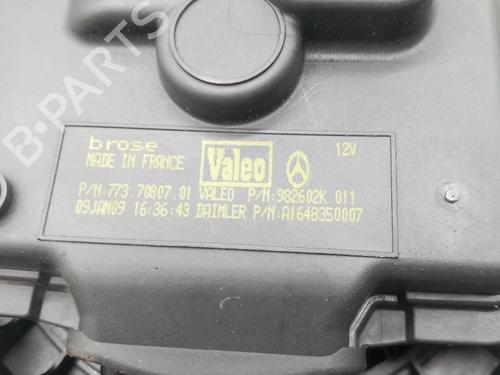 B-PARTS
brose
MADE IN FRANCE
Valeo
12V
P/N:773.70807.01 VALEO P/N:982602K 011
09JAN09 16:36:43 DAIMLER P/N:A1648350007